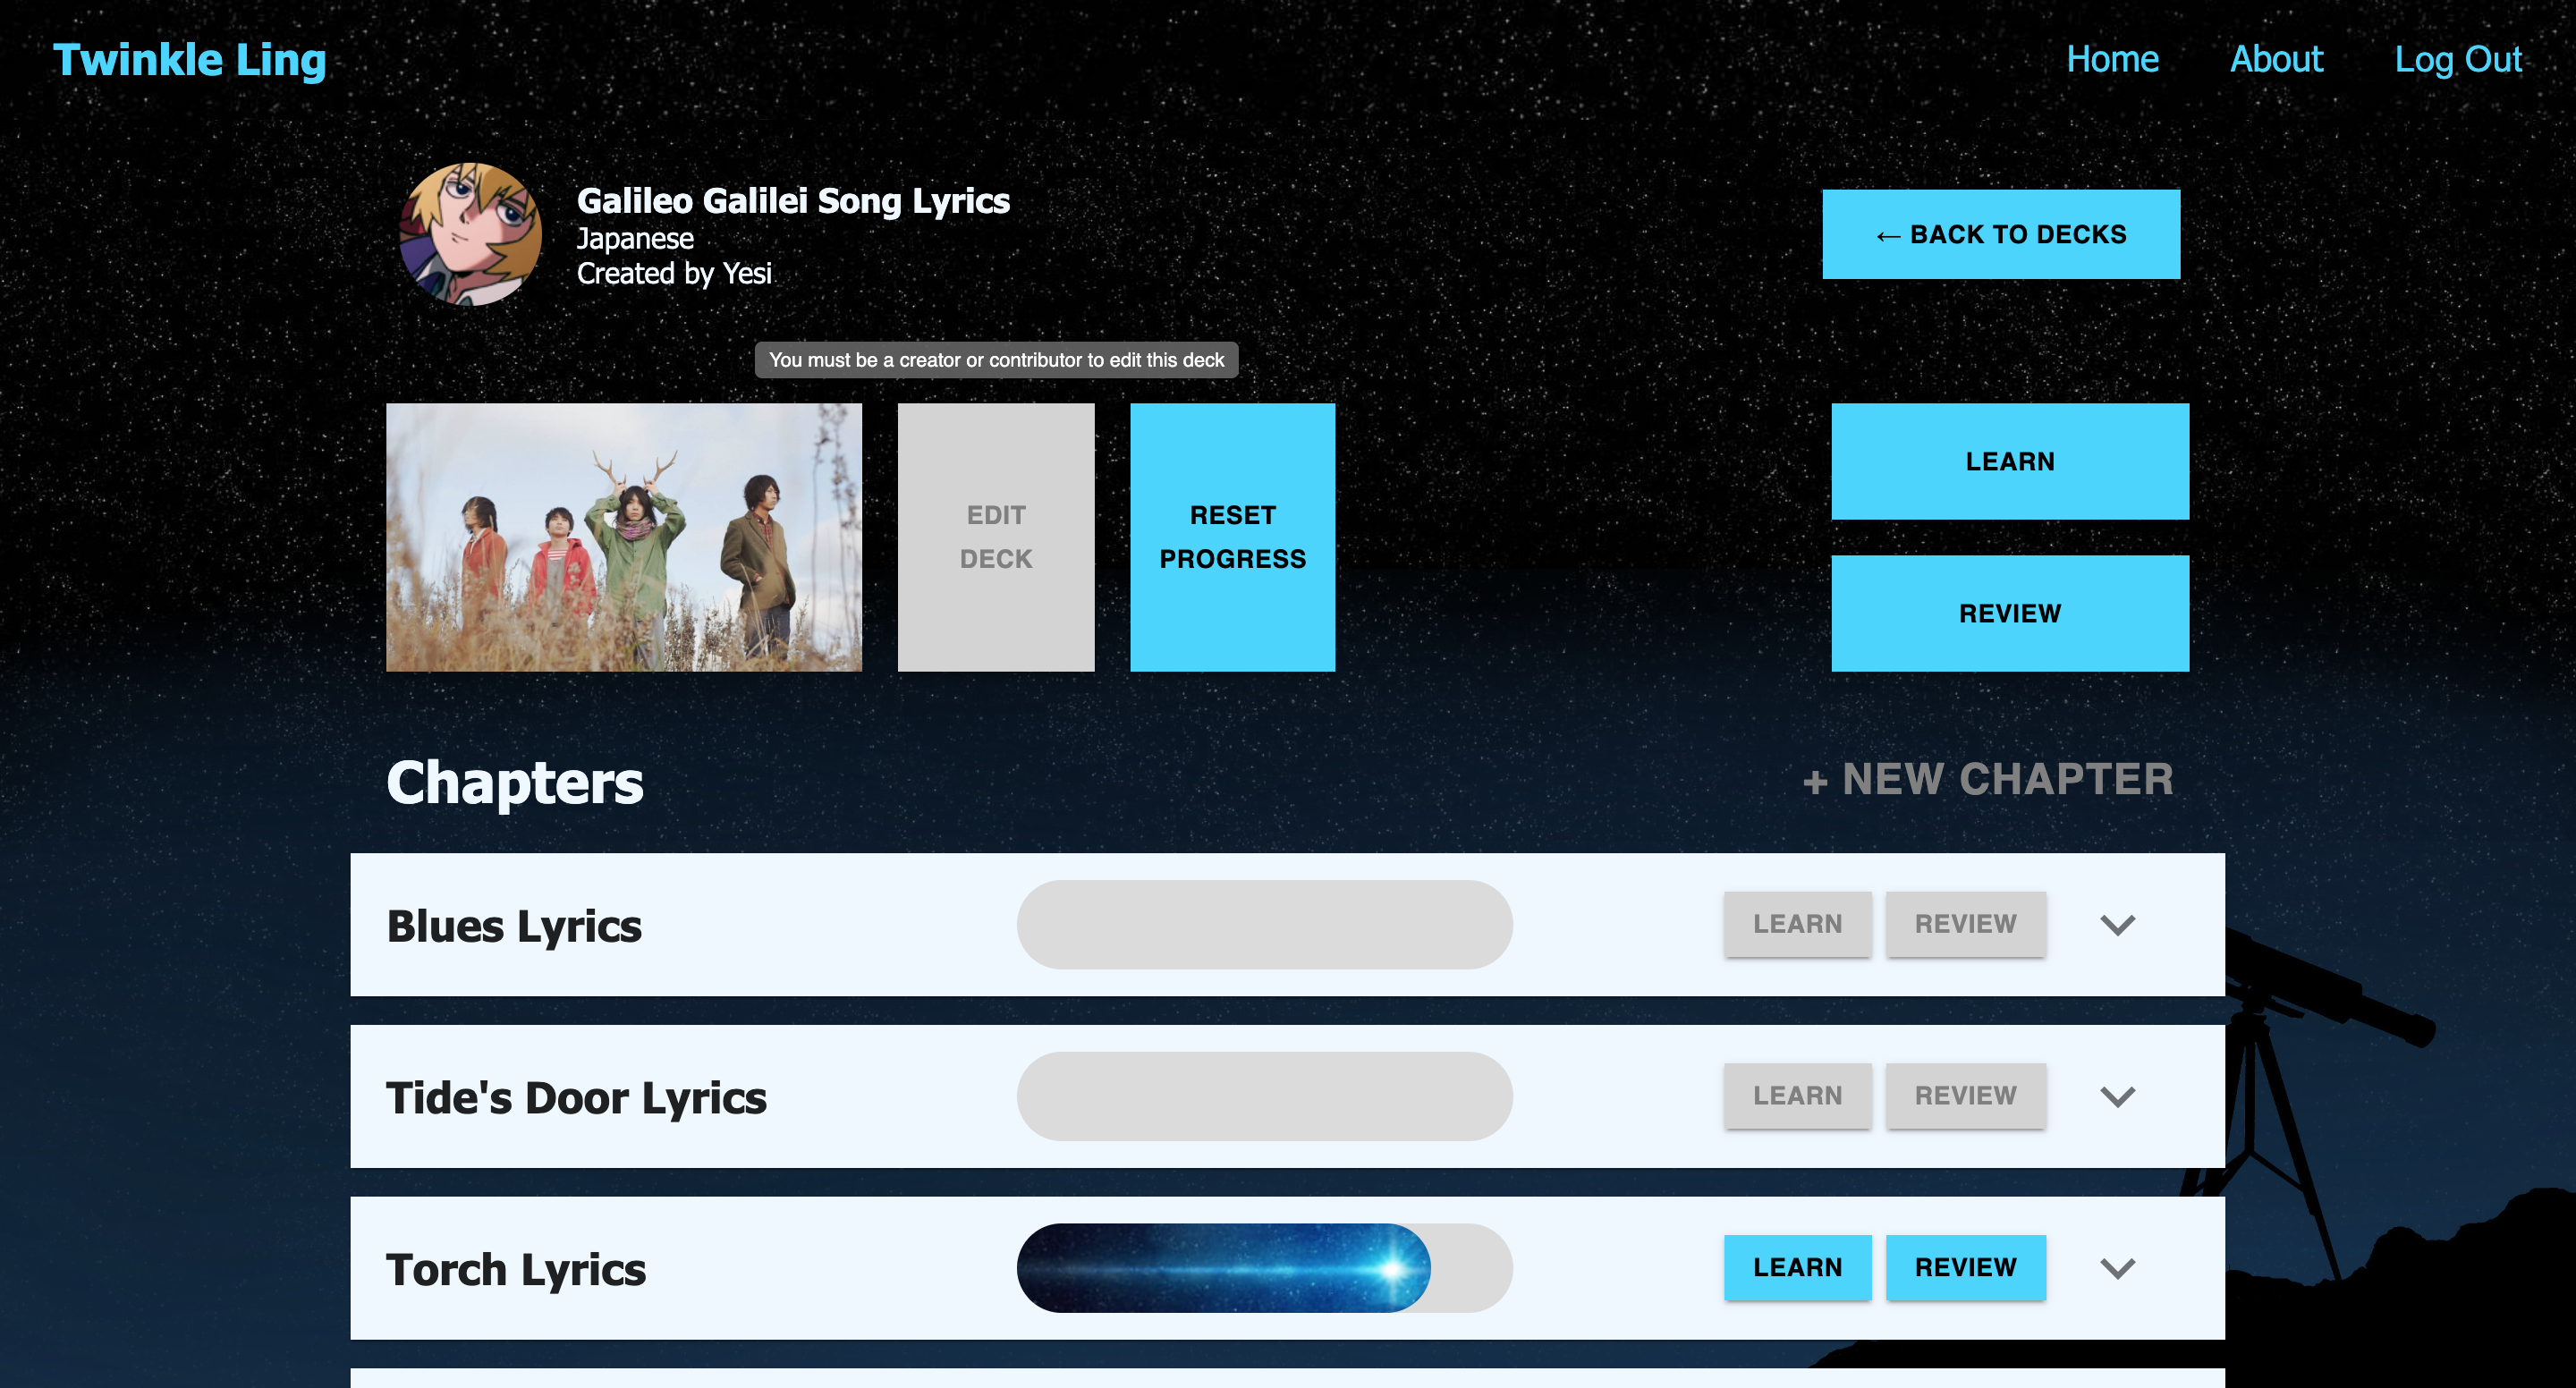 Twinkle Ling
Home
About
Log Out
Galileo Galilei Song Lyrics
Japanese
Created by Yesi
← BACK TO DECKS
You must be a creator or contributor to edit this deck
EDIT
DECK
RESET
PROGRESS
LEARN
REVIEW
Chapters
+ NEW CHAPTER
Blues Lyrics
LEARN
REVIEW
Tide's Door Lyrics
LEARN
REVIEW
Torch Lyrics
LEARN
REVIEW